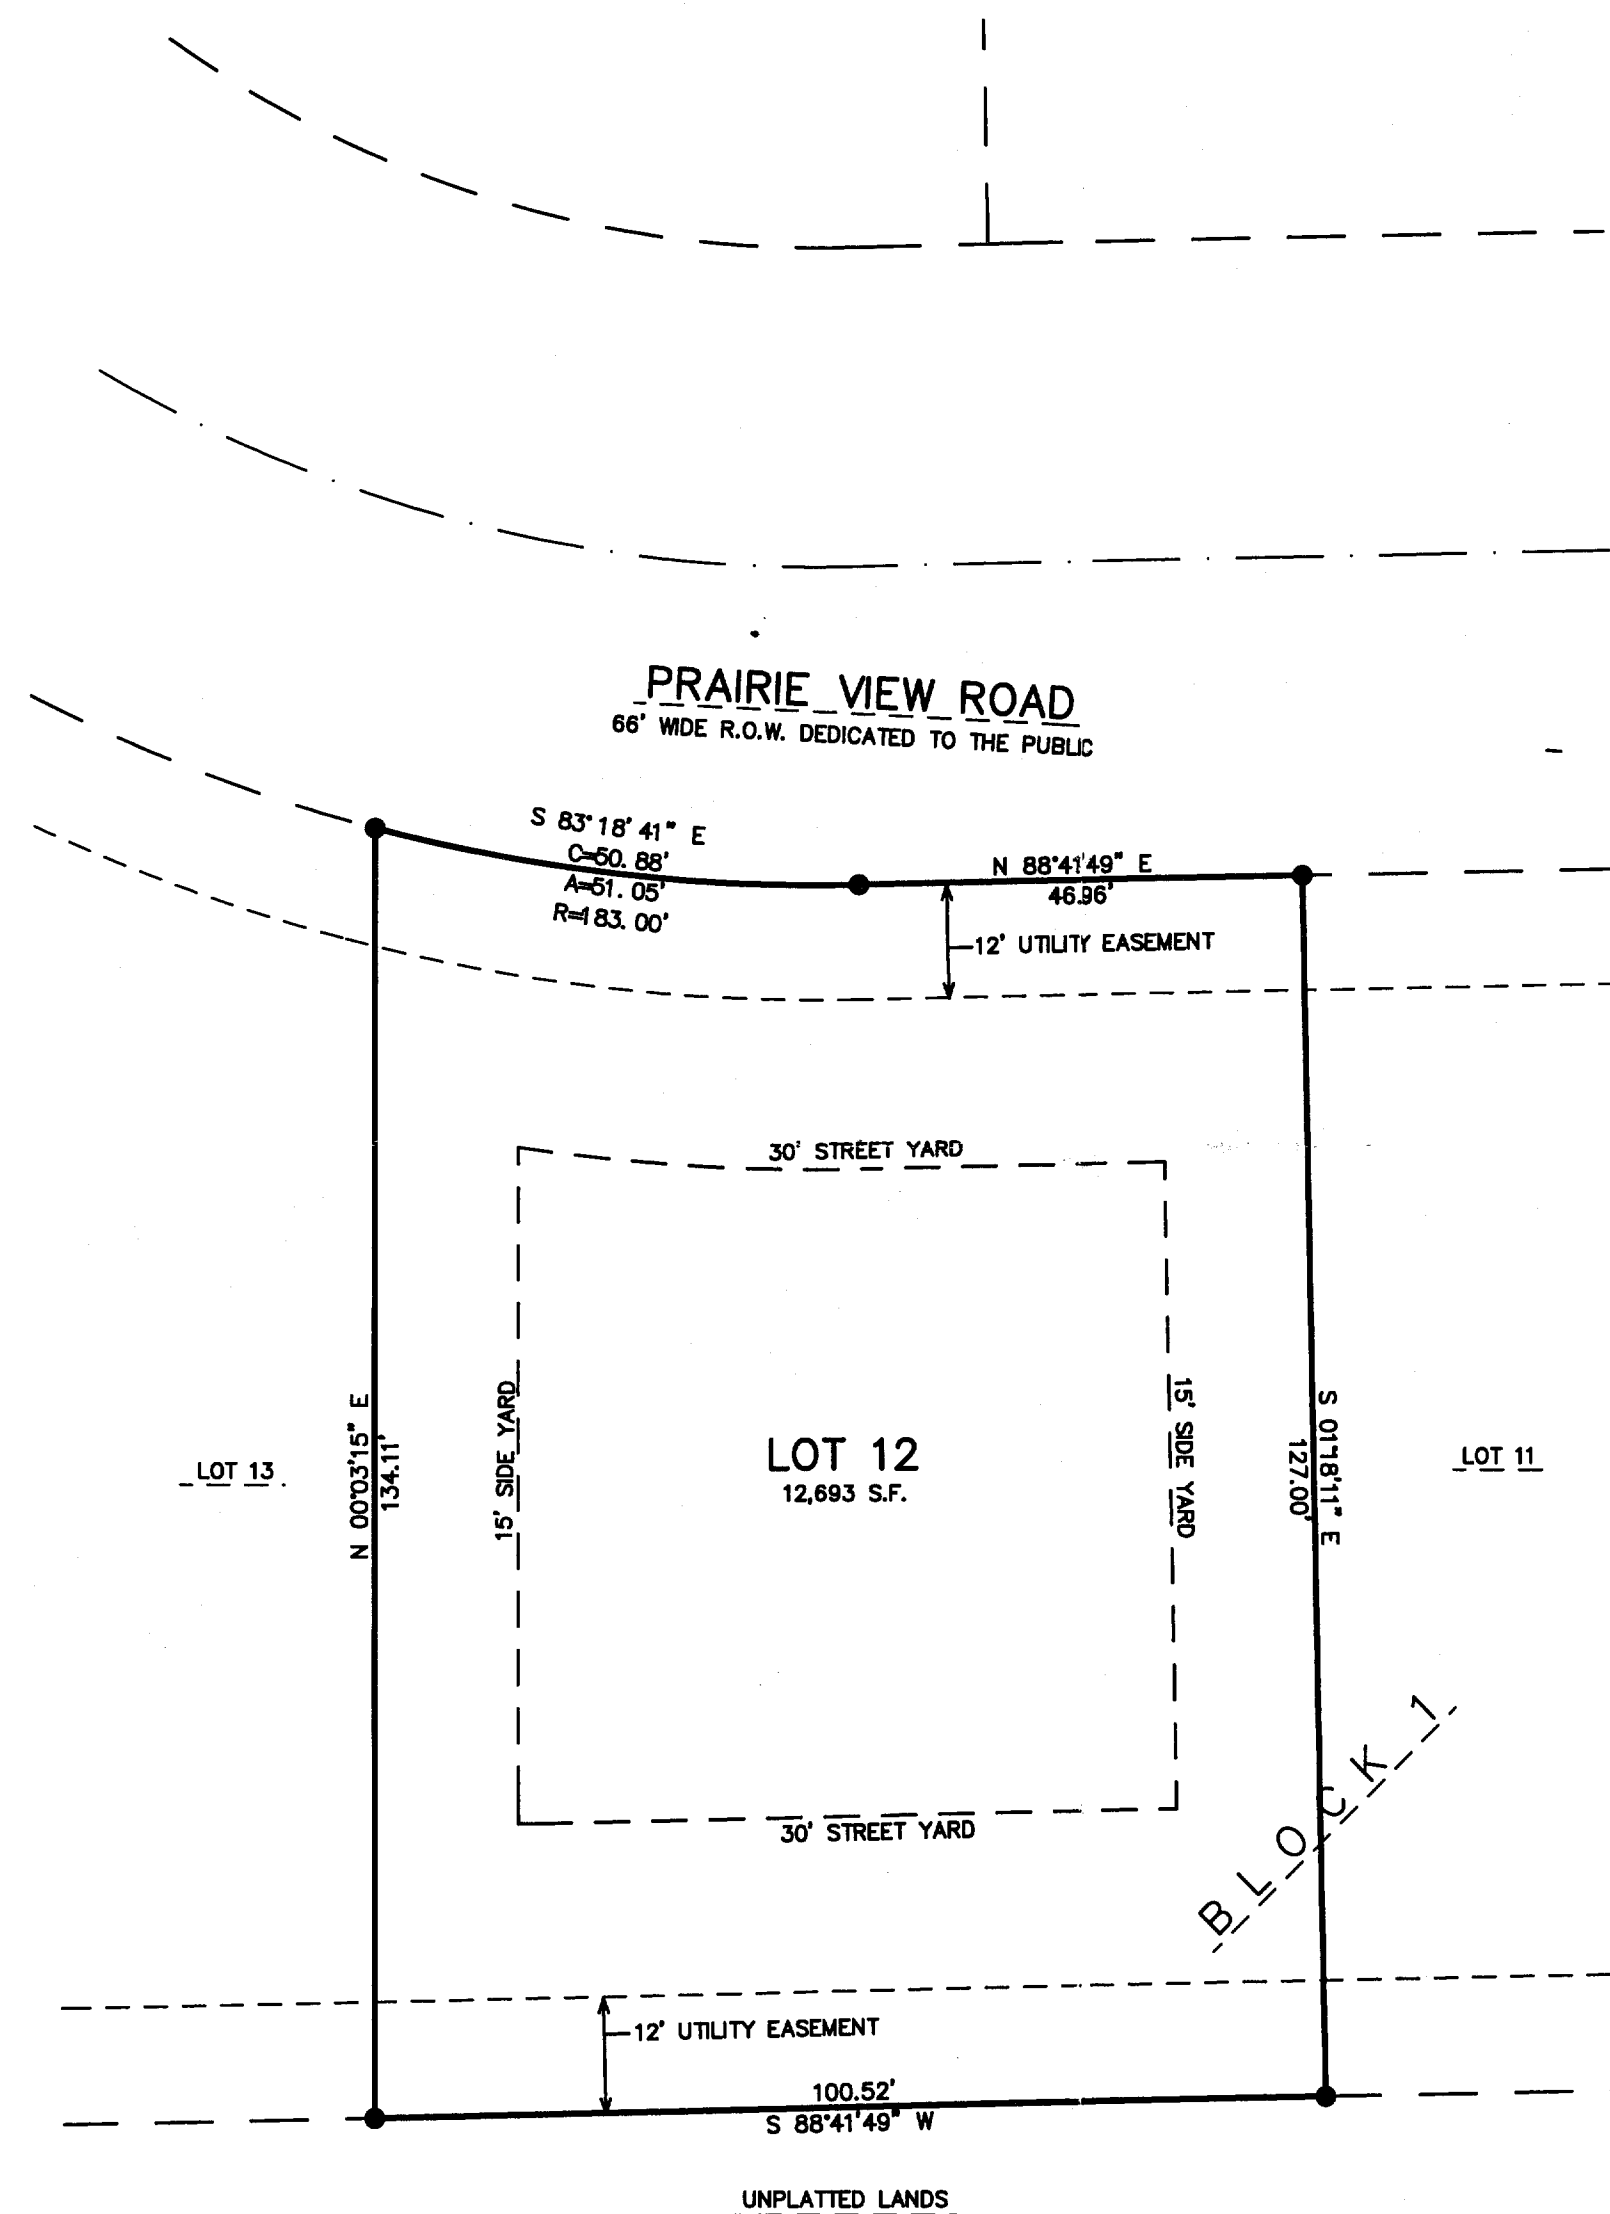 PRAIRIE VIEW ROAD
66' WIDE R.O.W. DEDICATED TO THE PUBLIC
S 83°18'41" E
C=50.88'
A=51.05'
R=183.00'
N 88°41'49" E
46.96'
12' UTILITY EASEMENT
30' STREET YARD
N 00°03'15" E
134.11'
15' SIDE YARD
LOT 12
12,693 S.F.
15' SIDE YARD
S 01°18'11" E
127.00'
LOT 13
LOT 11
BLOCK 1
30' STREET YARD
12' UTILITY EASEMENT
100.52'
S 88°41'49" W
UNPLATTED LANDS